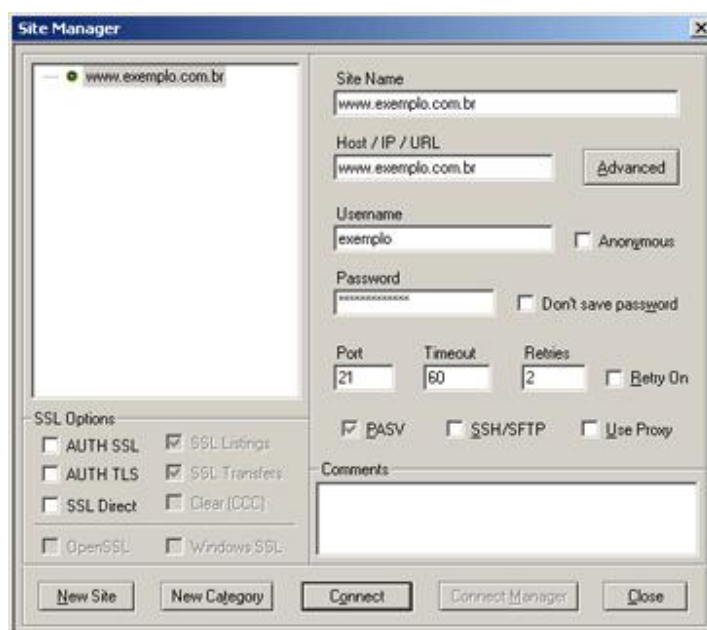 Site Manager
www.exemplo.com.br
Site Name
www.exemplo.com.br
Host / IP / URL
www.exemplo.com.br
Advanced
Username
exemplo
Anonymous
Password
*************
Don't save password
Port Timeout Retries
21 60 2 Retry On
PASV SSH/SFTP Use Proxy
SSL Options
AUTH SSL SSL Listings
AUTH TLS SSL Transfers
SSL Direct Clear (CCC)
OpenSSL Windows SSL
Comments
New Site New Category Connect Connect Manager Close